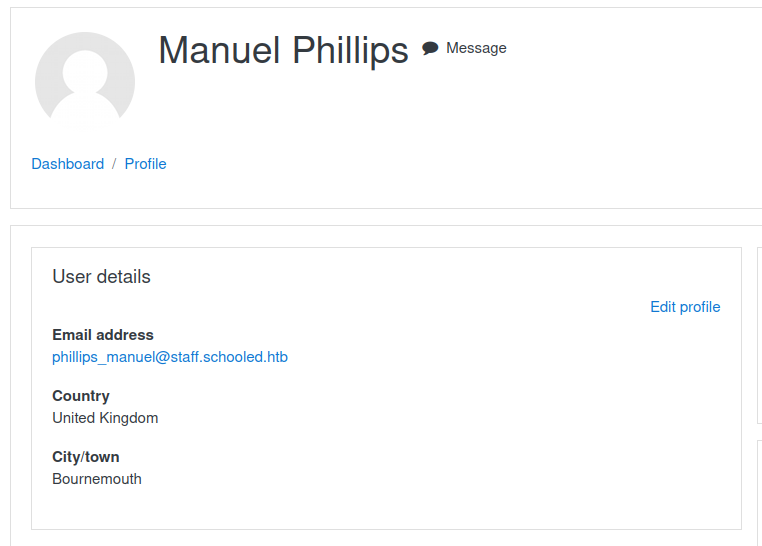 Manuel Phillips Message
Dashboard / Profile
User details
Edit profile
Email address
phillips_manuel@staff.schooled.htb
Country
United Kingdom
City/town
Bournemouth